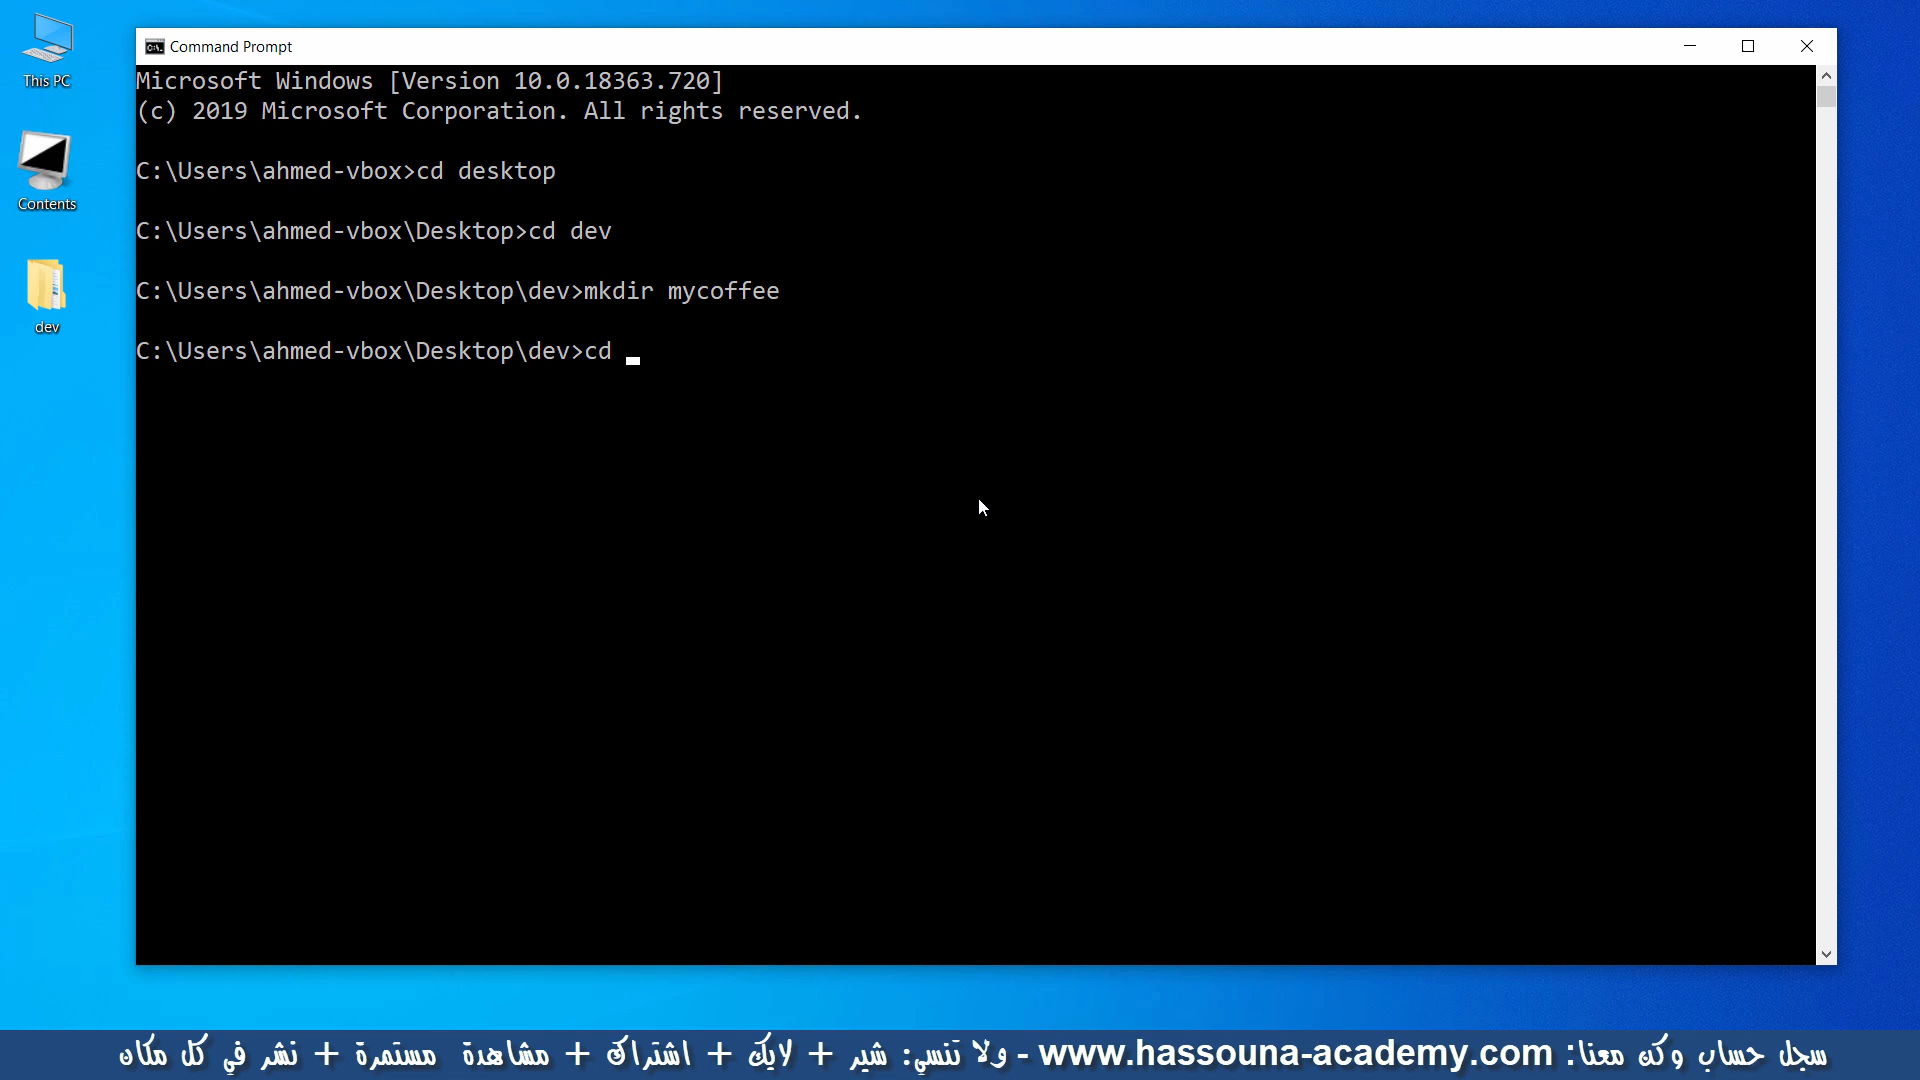 This PC
Contents
dev
Command Prompt
Microsoft Windows [Version 10.0.18363.720]
(c) 2019 Microsoft Corporation. All rights reserved.
C:\Users\ahmed-vbox>cd desktop
C:\Users\ahmed-vbox\Desktop>cd dev
C:\Users\ahmed-vbox\Desktop\dev>mkdir mycoffee
C:\Users\ahmed-vbox\Desktop\dev>cd
سجل حساب وكن معنا: www.hassouna-academy.com - ولا تنسي: شير + لايك + اشتراك + مشاهدة مستمرة + نشر في كل مكان